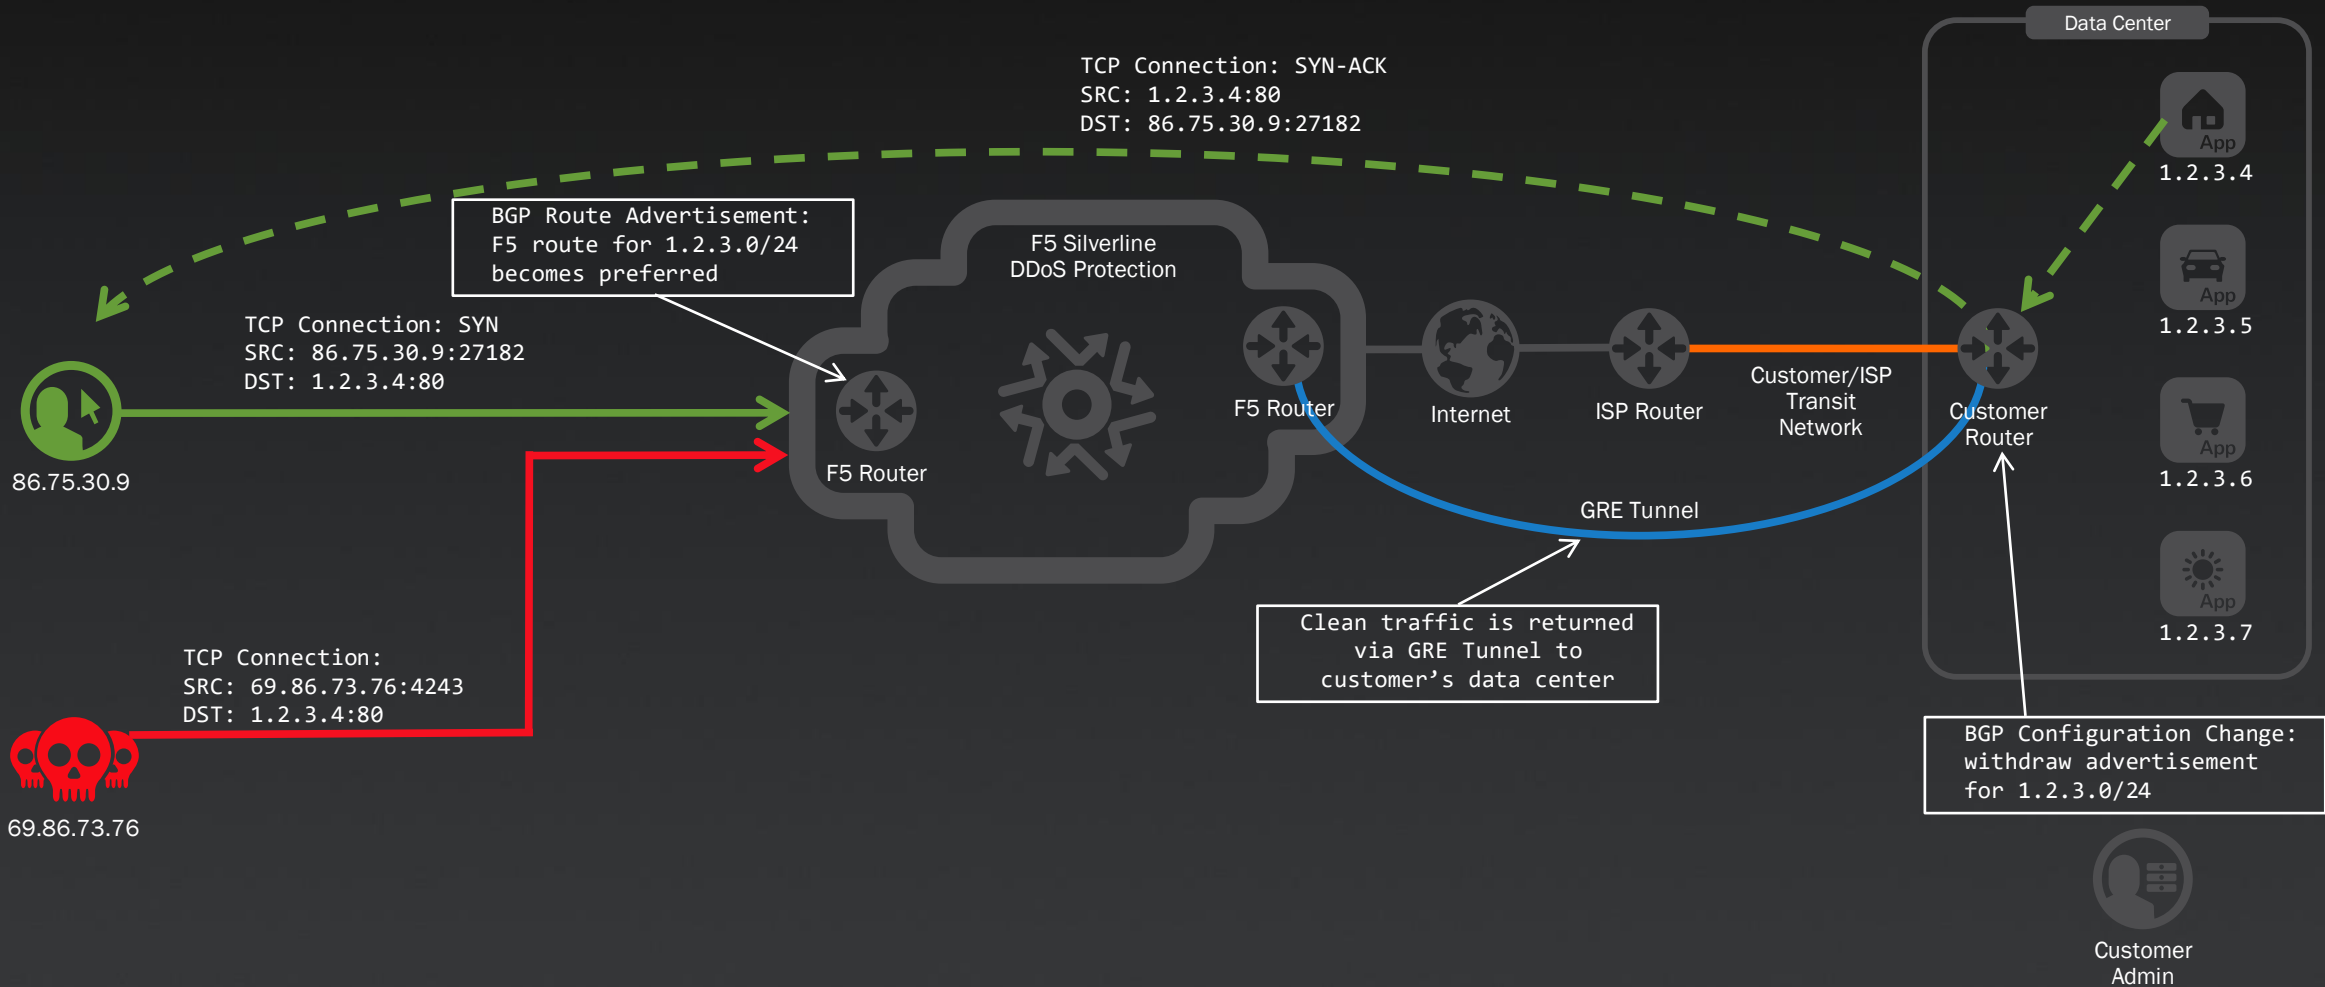 Data Center
TCP Connection: SYN-ACK
SRC: 1.2.3.4:80
DST: 86.75.30.9:27182
App
1.2.3.4
BGP Route Advertisement:
F5 route for 1.2.3.0/24
becomes preferred
F5 Silverline
DDoS Protection
App
1.2.3.5
TCP Connection: SYN
SRC: 86.75.30.9:27182
DST: 1.2.3.4:80
86.75.30.9
F5 Router
F5 Router
Internet
ISP Router
Customer/ISP
Transit
Network
Customer
Router
App
1.2.3.6
GRE Tunnel
App
1.2.3.7
Clean traffic is returned
via GRE Tunnel to
customer’s data center
TCP Connection:
SRC: 69.86.73.76:4243
DST: 1.2.3.4:80
69.86.73.76
BGP Configuration Change:
withdraw advertisement
for 1.2.3.0/24
Customer
Admin